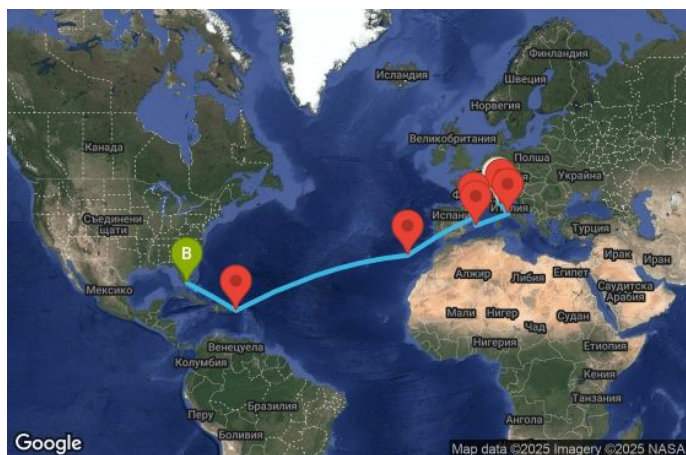 Исландия
Финландия
Швеция
Норвегия
Великобритания
Полша
Украйна
Канада
Италия
Турция
Съединени
щати
Ирак
Иран
Алжир
Либия
Египет
Саудитска
Арабия
Мексико
Мали
Нигер
Судан
Чад
Нигерия
Етиопия
Венецуела
Колумбия
Кения
Танзания
Бразилия
Перу
Ангола
Боливия
B
Google
Map data ©2025 Imagery ©2025 NASA